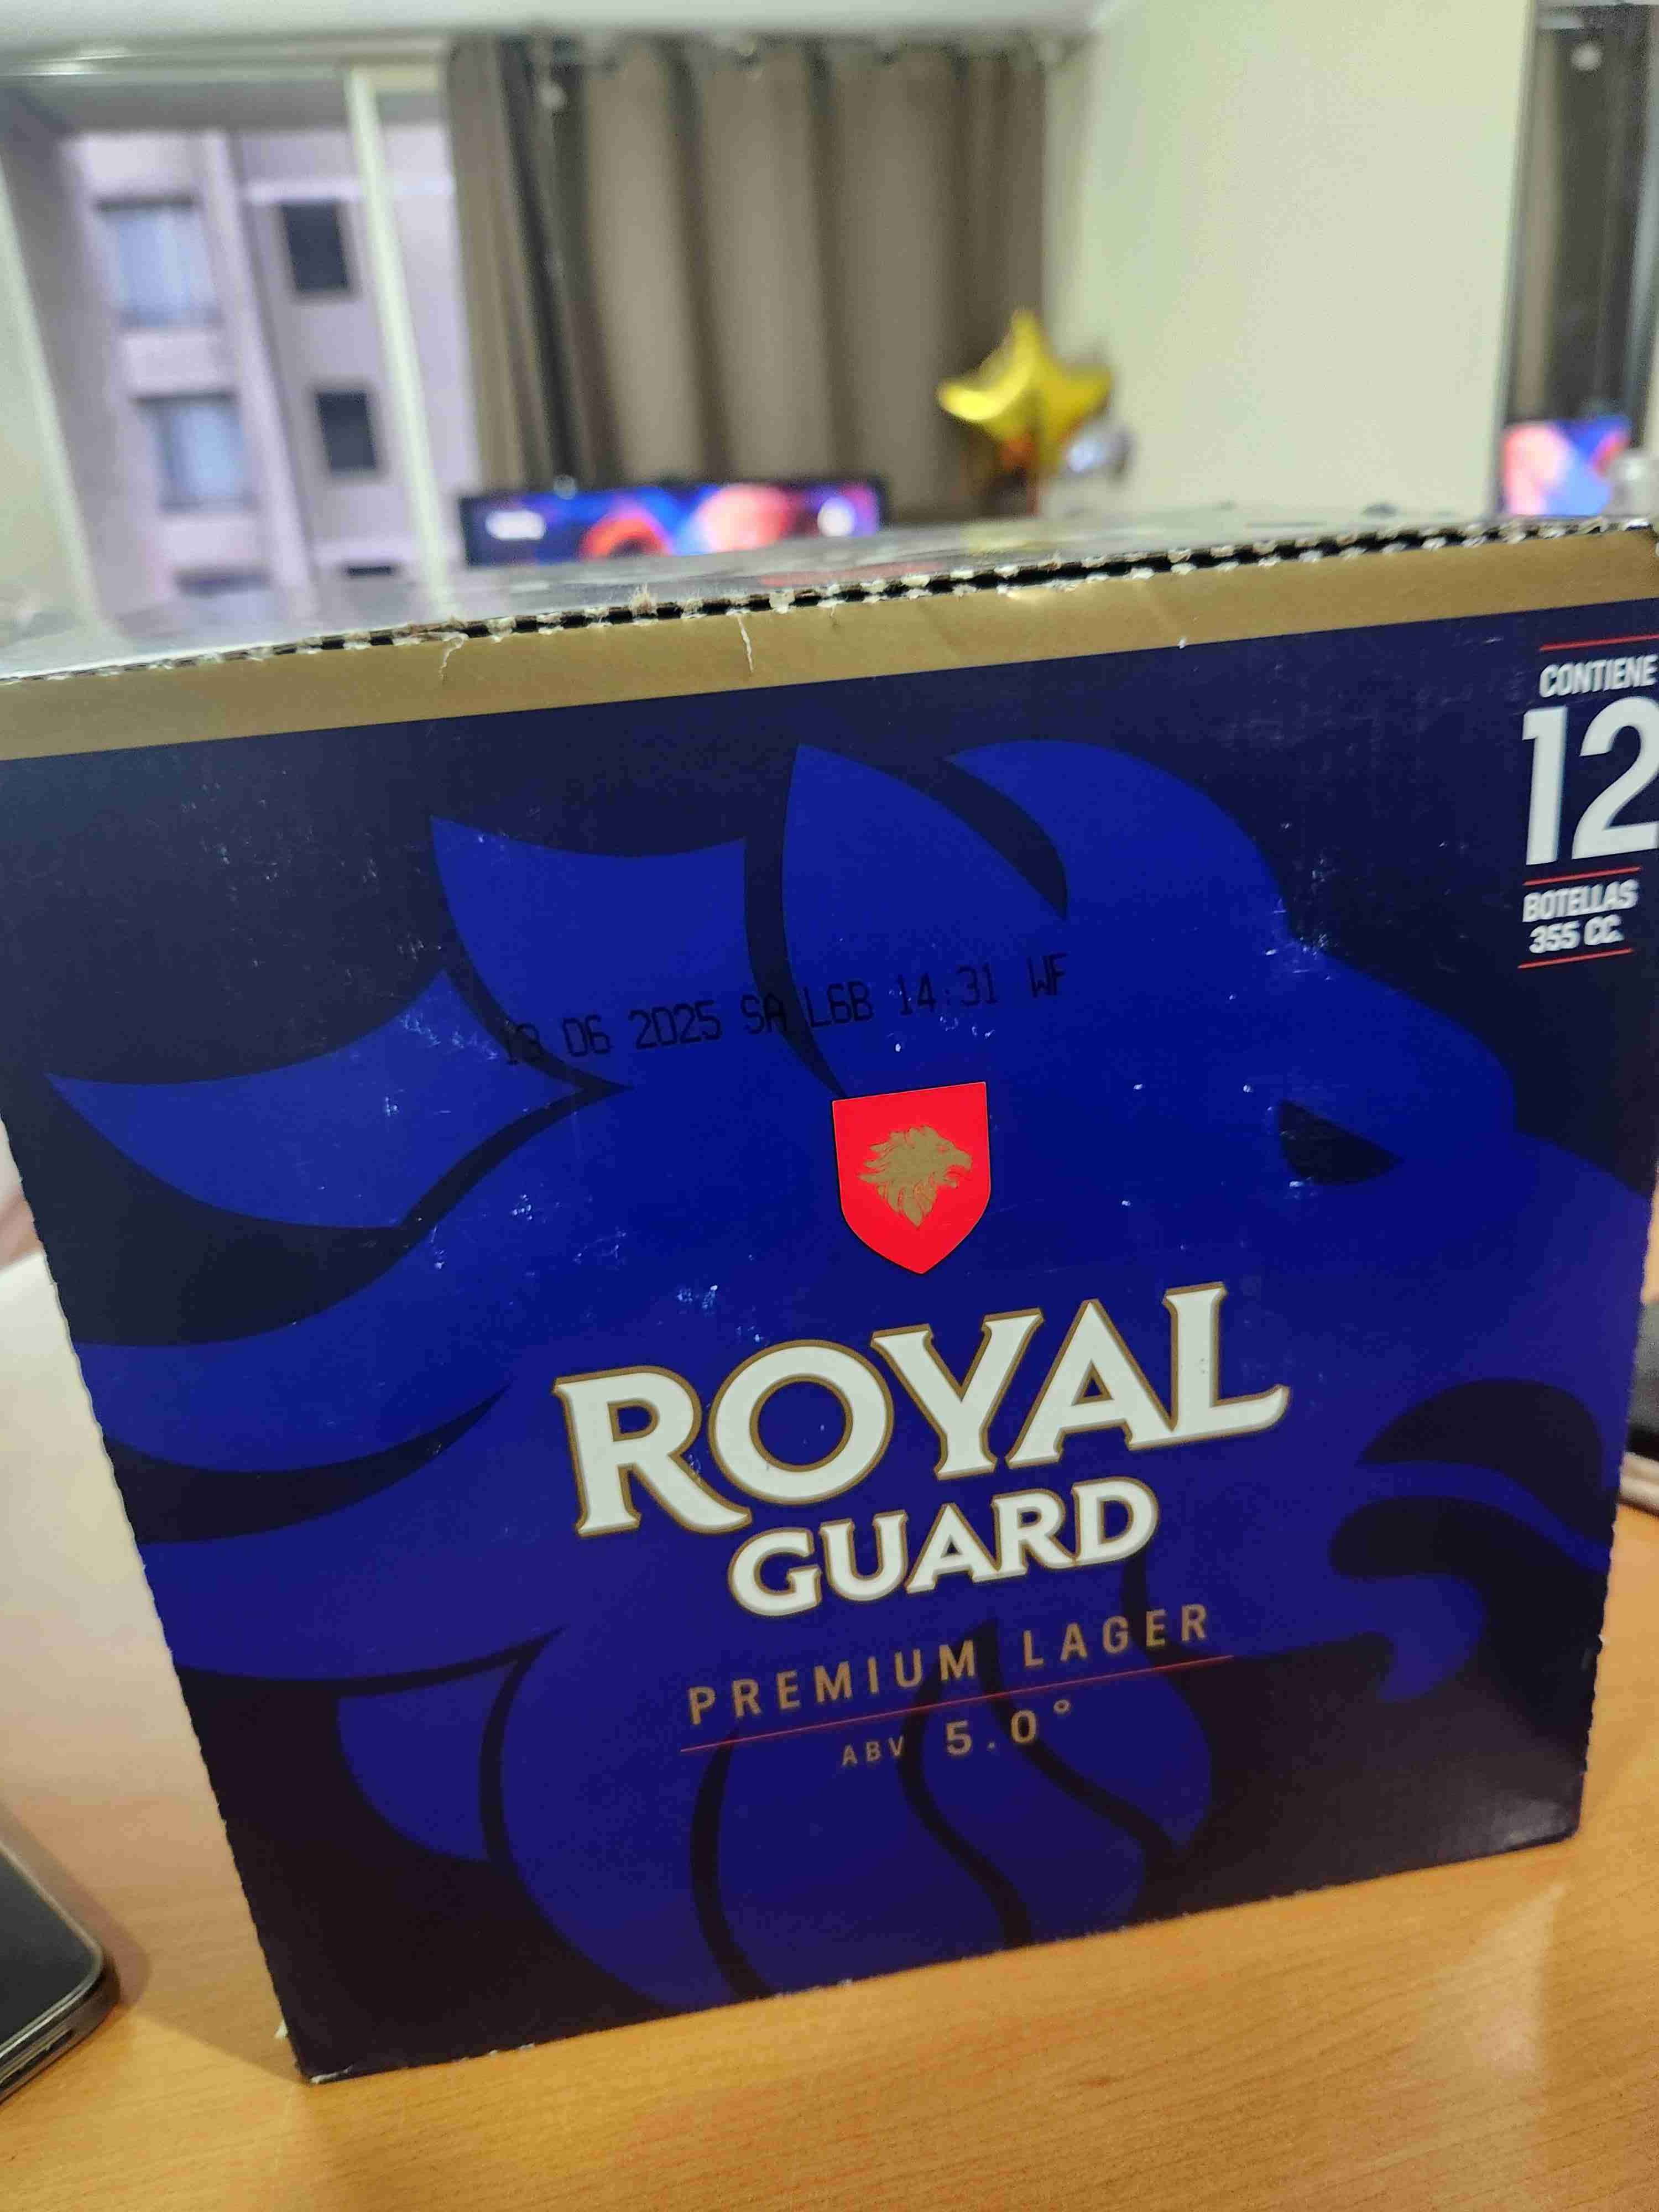 CONTIENE
12
BOTELLAS
355 CC.
13 06 2025 SA L6B 14:31 WF
ROYAL
GUARD
PREMIUM LAGER
ABV 5.0°